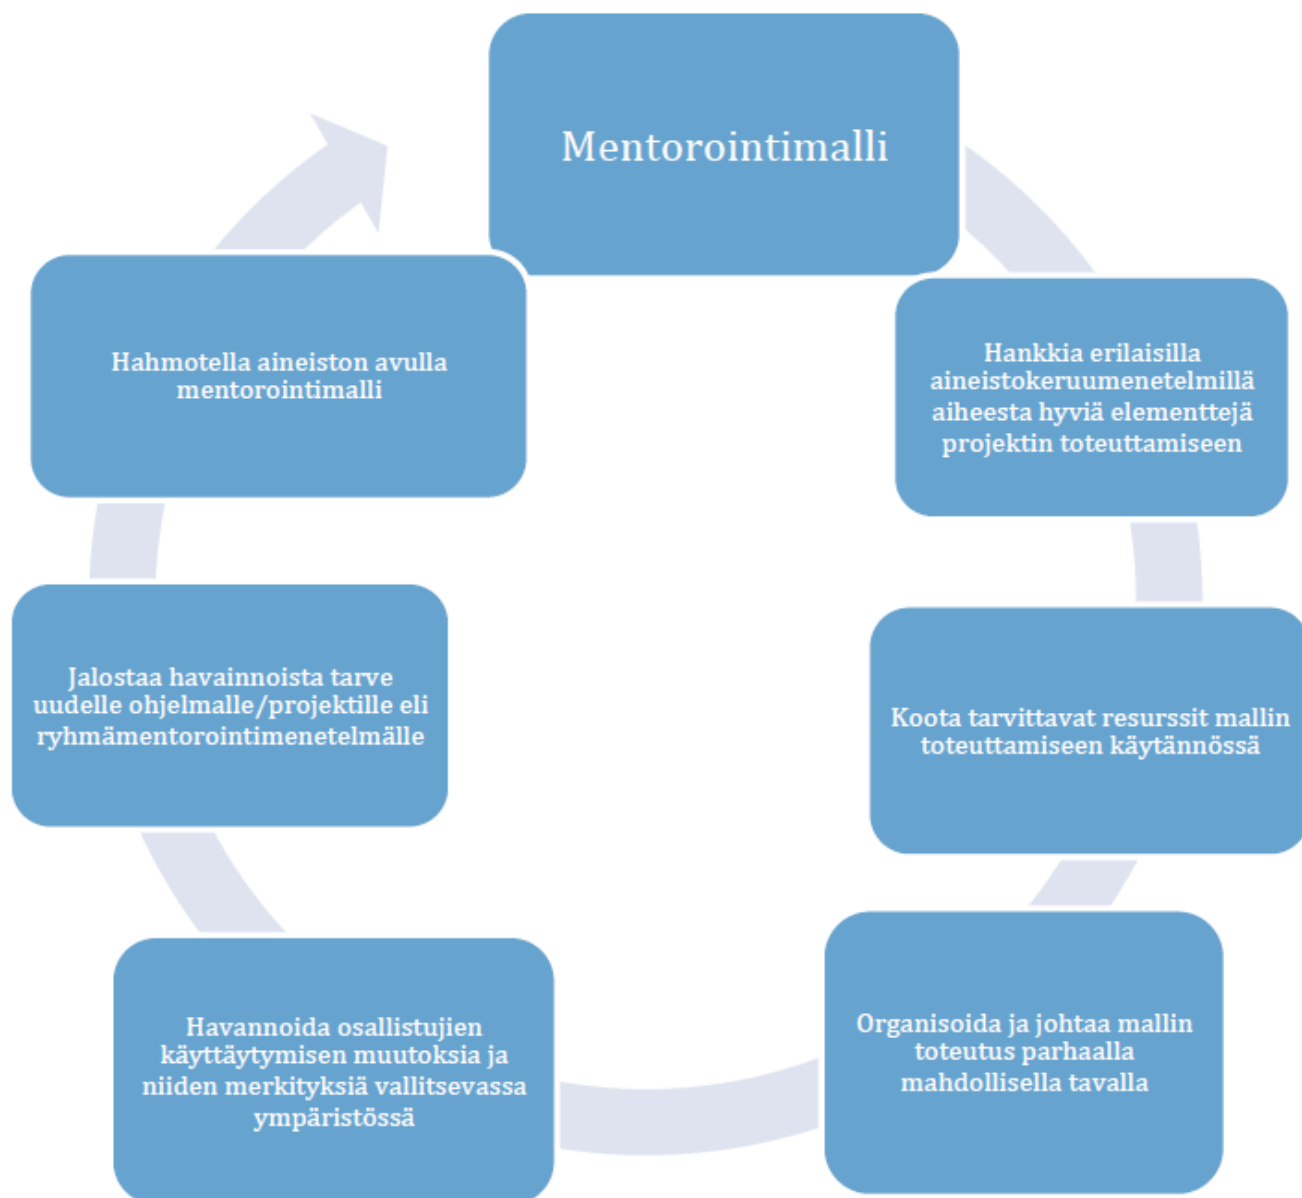 Mentorointimalli
Hankkia erilaisilla
aineistokeruumenetelmillä
aiheesta hyviä elementtejä
projektin toteuttamiseen
Koota tarvittavat resurssit mallin
toteuttamiseen käytännössä
Organisoida ja johtaa mallin
toteutus parhaalla
mahdollisella tavalla
Havannoida osallistujien
käyttäytymisen muutoksia ja
niiden merkityksiä vallitsevassa
ympäristössä
Jalostaa havainnoista tarve
uudelle ohjelmalle/projektille eli
ryhmämentorointimenetelmälle
Hahmotella aineiston avulla
mentorointimalli